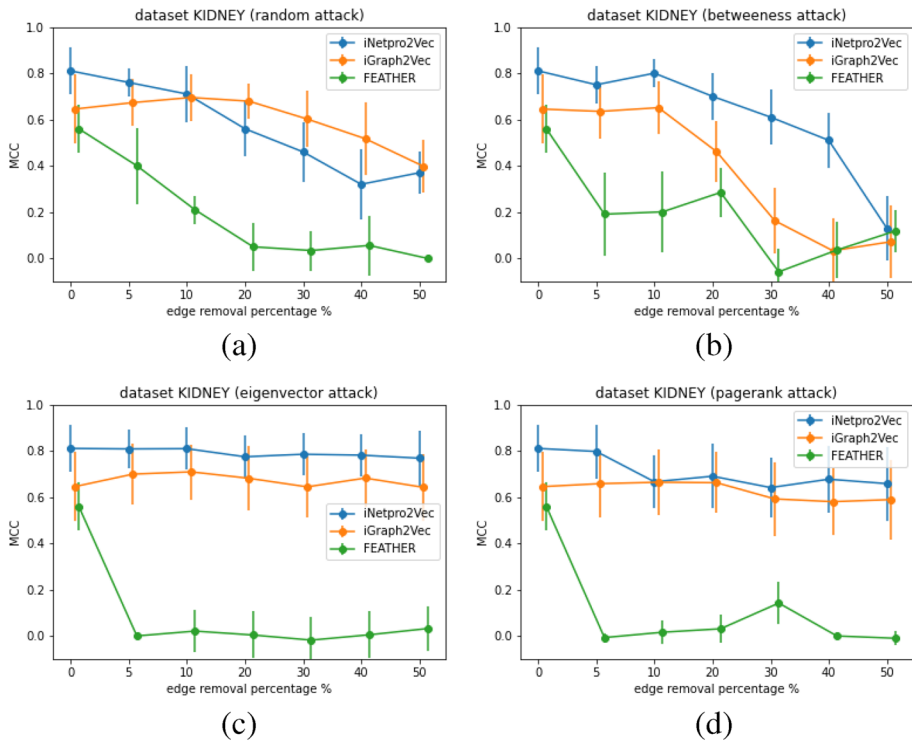 dataset KIDNEY (random attack)
1.0
0.8
0.6
0.4
0.2
0.0
MCC
iNetpro2Vec
iGraph2Vec
FEATHER
0 5 10 20 30 40 50
edge removal percentage %
(a)
dataset KIDNEY (betweeness attack)
1.0
0.8
0.6
0.4
0.2
0.0
MCC
iNetpro2Vec
iGraph2Vec
FEATHER
0 5 10 20 30 40 50
edge removal percentage %
(b)
dataset KIDNEY (eigenvector attack)
1.0
0.8
0.6
0.4
0.2
0.0
MCC
iNetpro2Vec
iGraph2Vec
FEATHER
0 5 10 20 30 40 50
edge removal percentage %
(c)
dataset KIDNEY (pagerank attack)
1.0
0.8
0.6
0.4
0.2
0.0
MCC
iNetpro2Vec
iGraph2Vec
FEATHER
0 5 10 20 30 40 50
edge removal percentage %
(d)